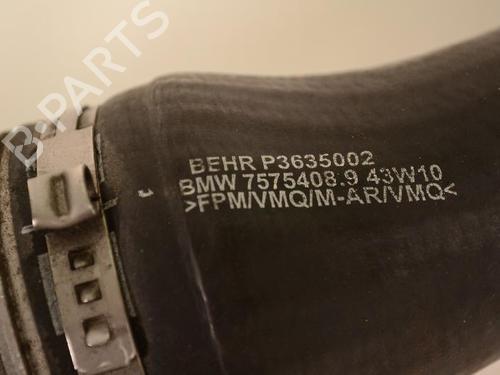 BEHR P3635002
BMW 7575408.9 43W10
>FPM/VMQ/M-AR/VMQ<
B-PARTS